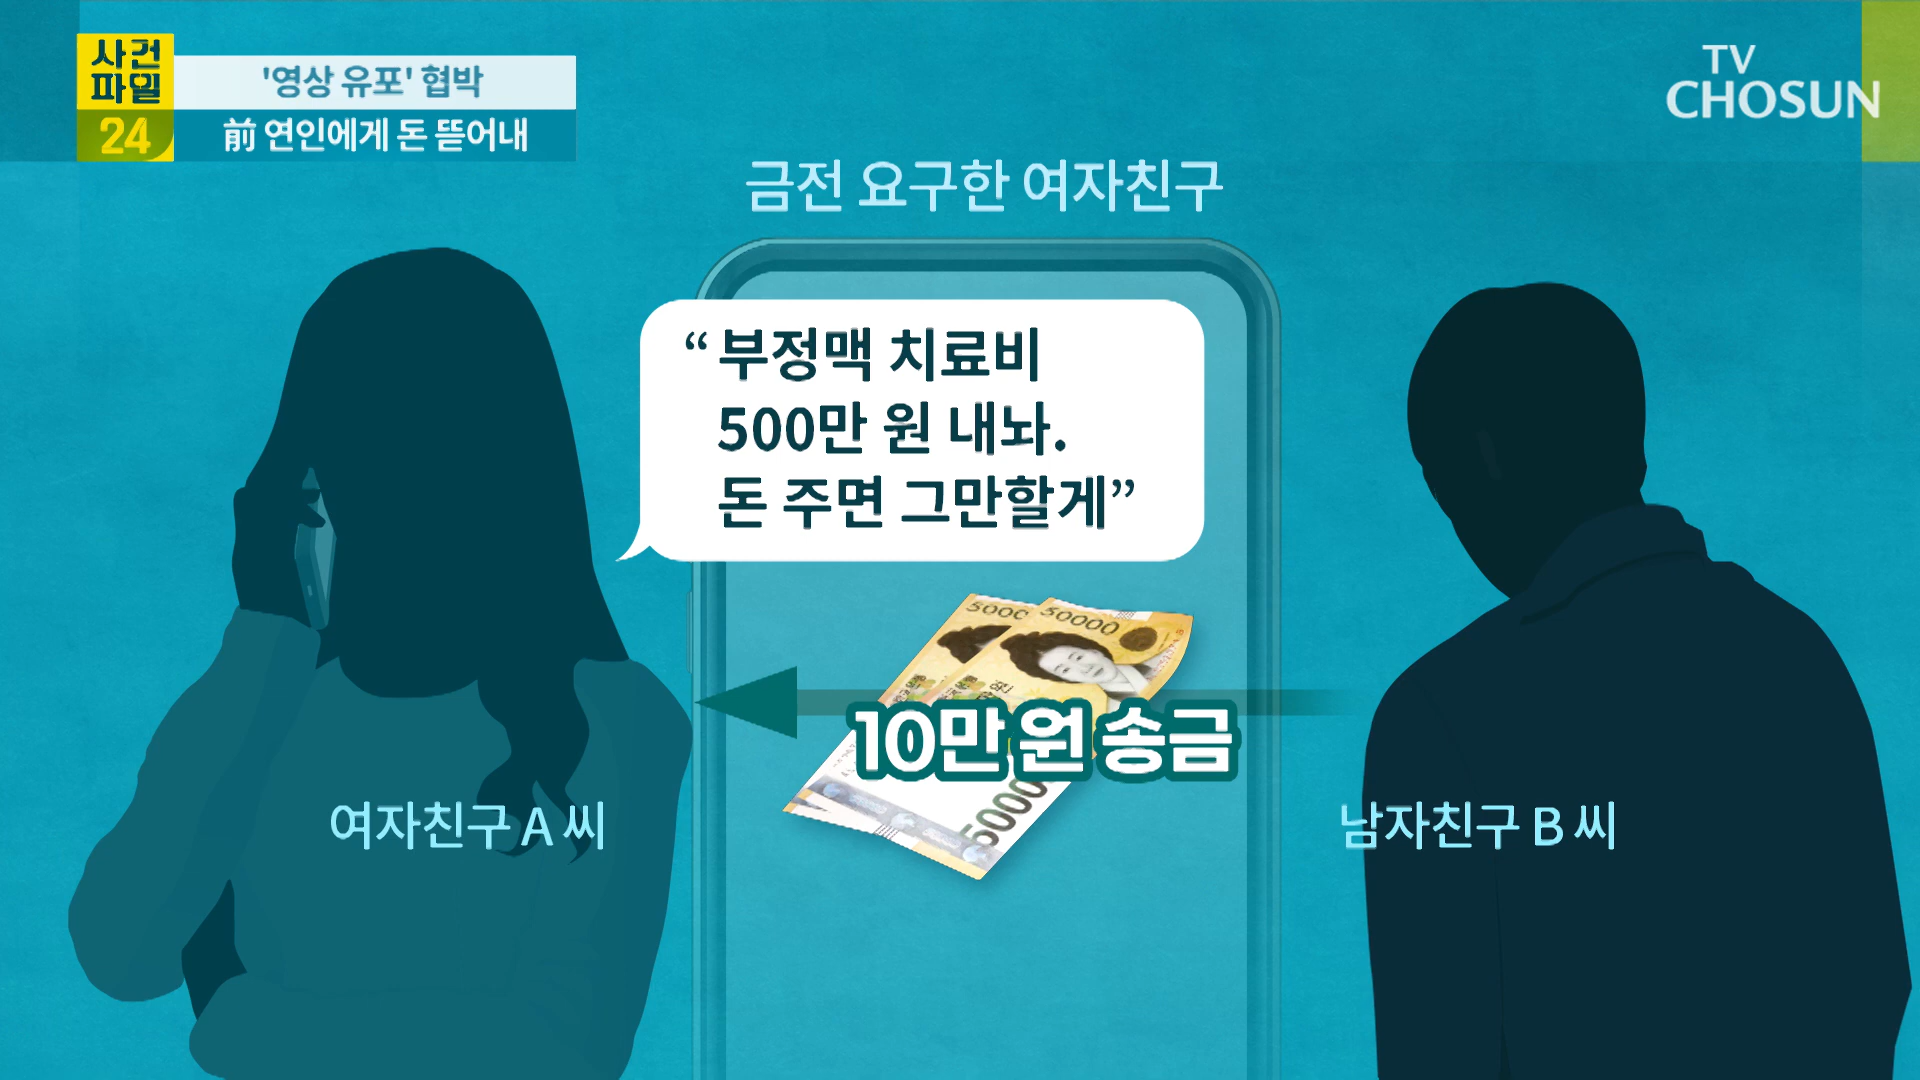 사건
파일
24
'영상 유포' 협박
前 연인에게 돈 뜯어내
TV
CHOSUN
금전 요구한 여자친구
“ 부정맥 치료비
500만 원 내놔.
돈 주면 그만할게”
50000
10만 원 송금
여자친구 A 씨
남자친구 B 씨